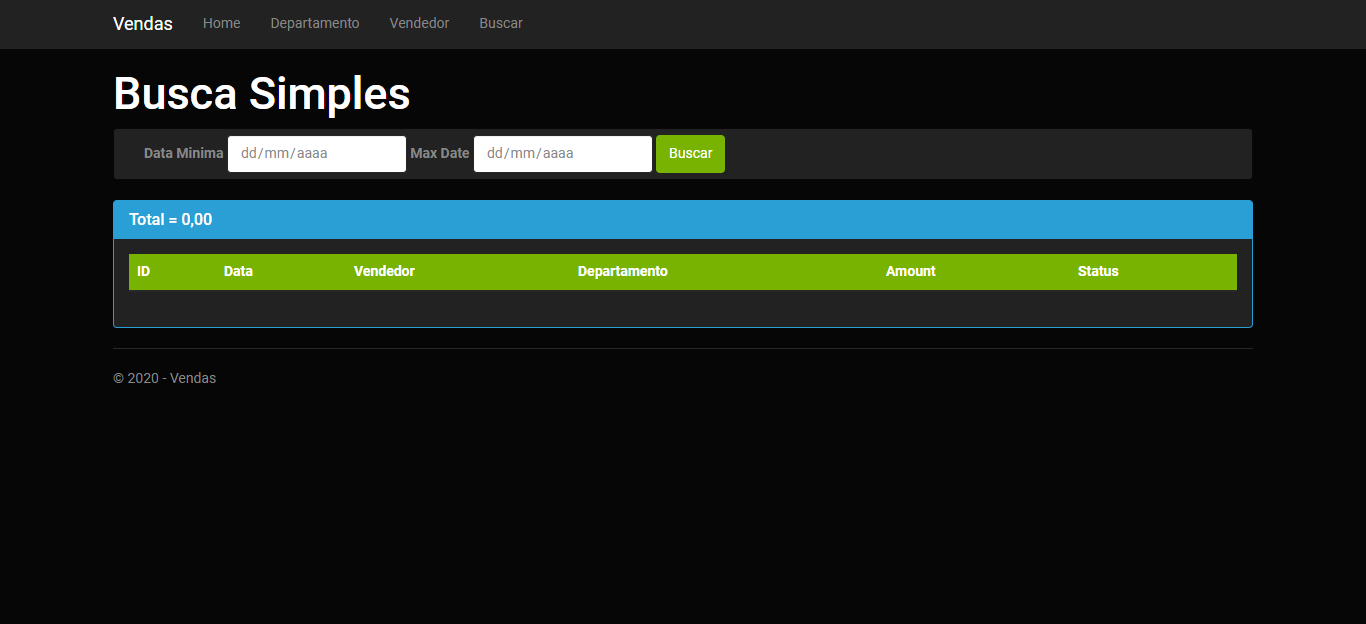 Vendas Home Departamento Vendedor Buscar
Busca Simples
Data Minima dd/mm/aaaa Max Date dd/mm/aaaa Buscar
Total = 0,00
ID Data Vendedor Departamento Amount Status
© 2020 - Vendas